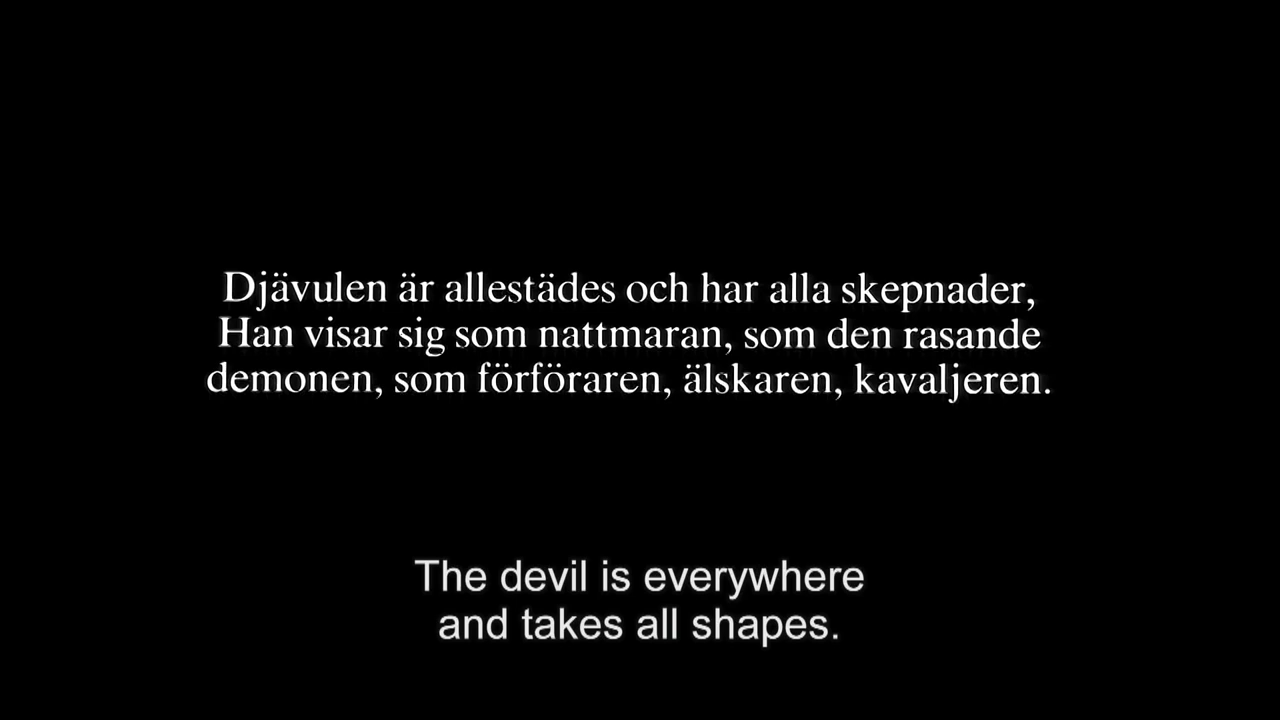 Djävulen är allestädes och har alla skepnader,
Han visar sig som nattmaran, som den rasande
demonen, som förföraren, älskaren, kavaljeren.
The devil is everywhere
and takes all shapes.